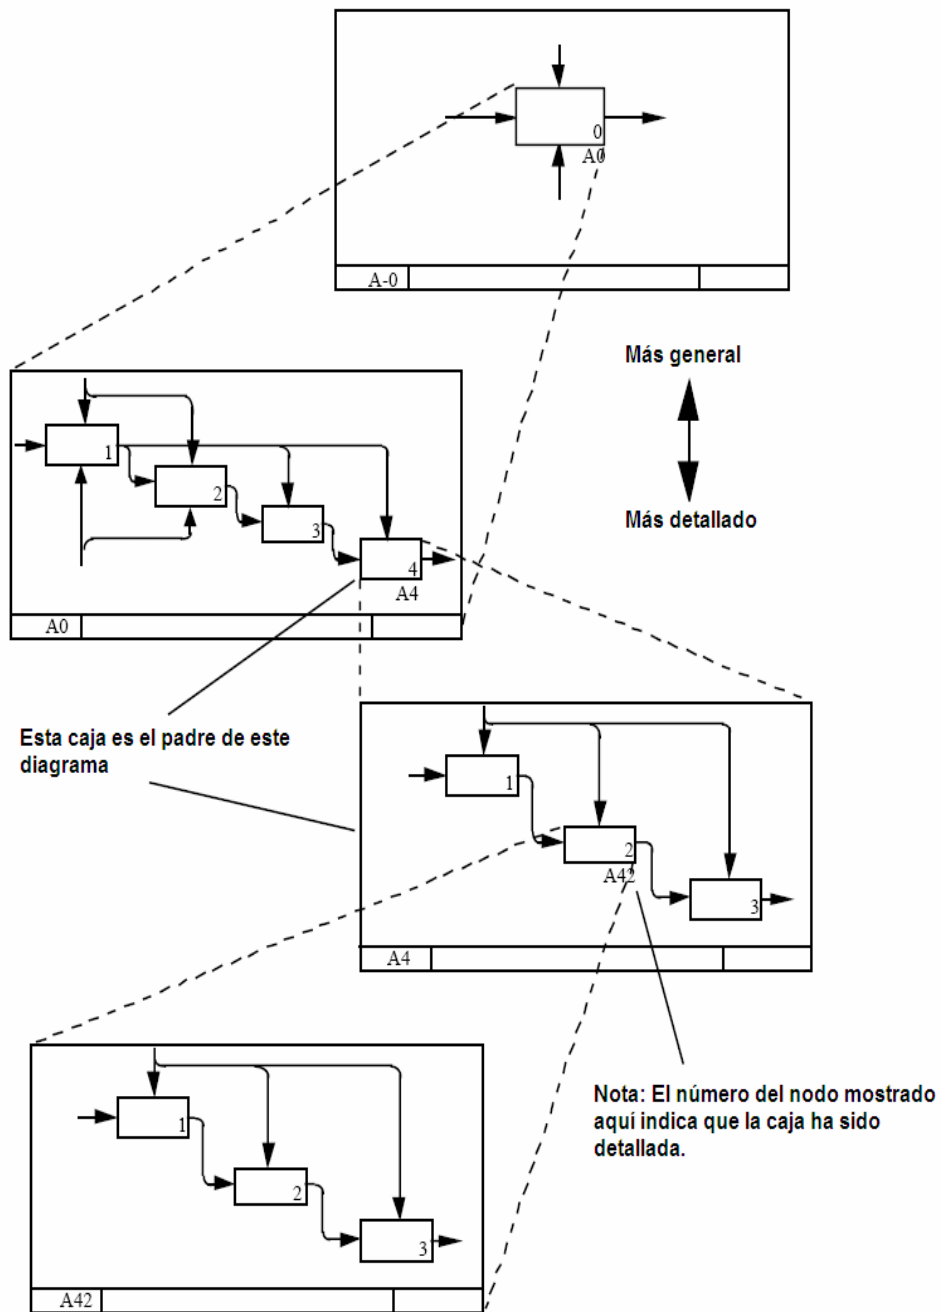 0
A0
A-0
Más general
Más detallado
1
2
3
4
A4
A0
Esta caja es el padre de este
diagrama
1
2
A42
3
A4
Nota: El número del nodo mostrado
aquí indica que la caja ha sido
detallada.
1
2
3
A42